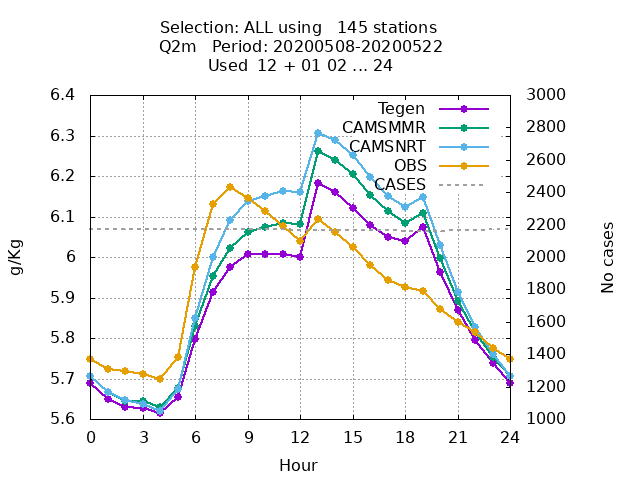 Selection: ALL using   145 stations
Q2m   Period: 20200508-20200522
Used  12 + 01 02 ... 24
Tegen
CAMSMMR
CAMSNRT
OBS
CASES
6.4
6.3
6.2
6.1
6
5.9
5.8
5.7
5.6
g/Kg
3000
2800
2600
2400
2200
2000
1800
1600
1400
1200
1000
No cases
0 3 6 9 12 15 18 21 24
Hour